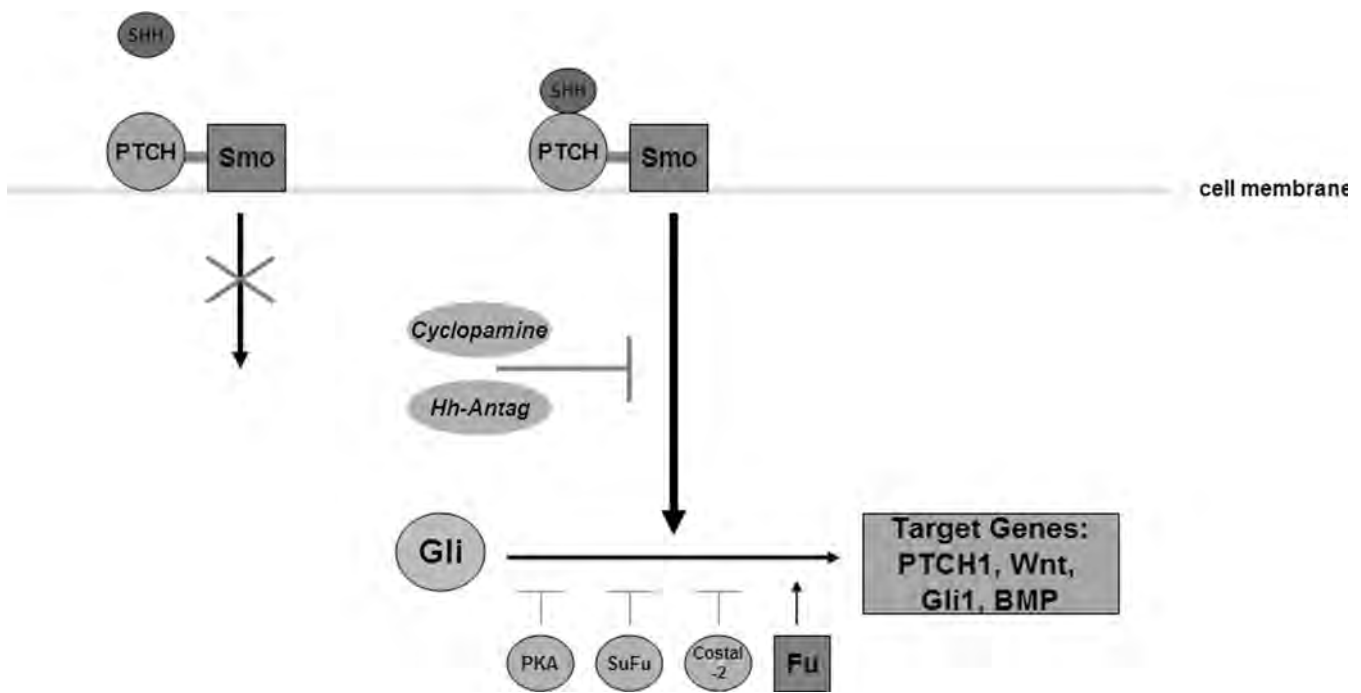 SHH
SHH
PTCH
Smo
PTCH
Smo
cell membrane
Cyclopamine
Hh-Antag
Gli
Target Genes:
PTCH1, Wnt,
Gli1, BMP
PKA
SuFu
Costal
-2
Fu